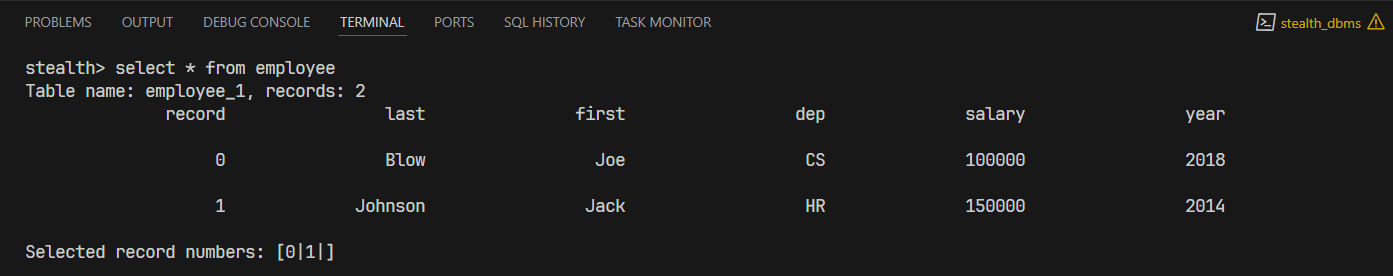 PROBLEMS OUTPUT DEBUG CONSOLE TERMINAL PORTS SQL HISTORY TASK MONITOR stealth_dbms
stealth> select * from employee
Table name: employee_1, records: 2
record last first dep salary year
0 Blow Joe CS 100000 2018
1 Johnson Jack HR 150000 2014
Selected record numbers: [0|1|]